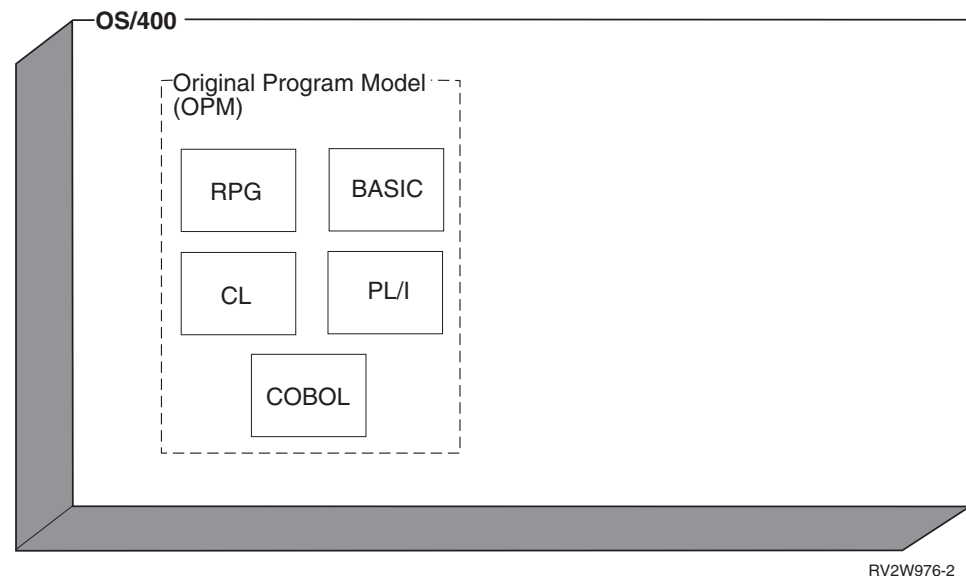 OS/400
Original Program Model
(OPM)
RPG
BASIC
CL
PL/I
COBOL
RV2W976-2